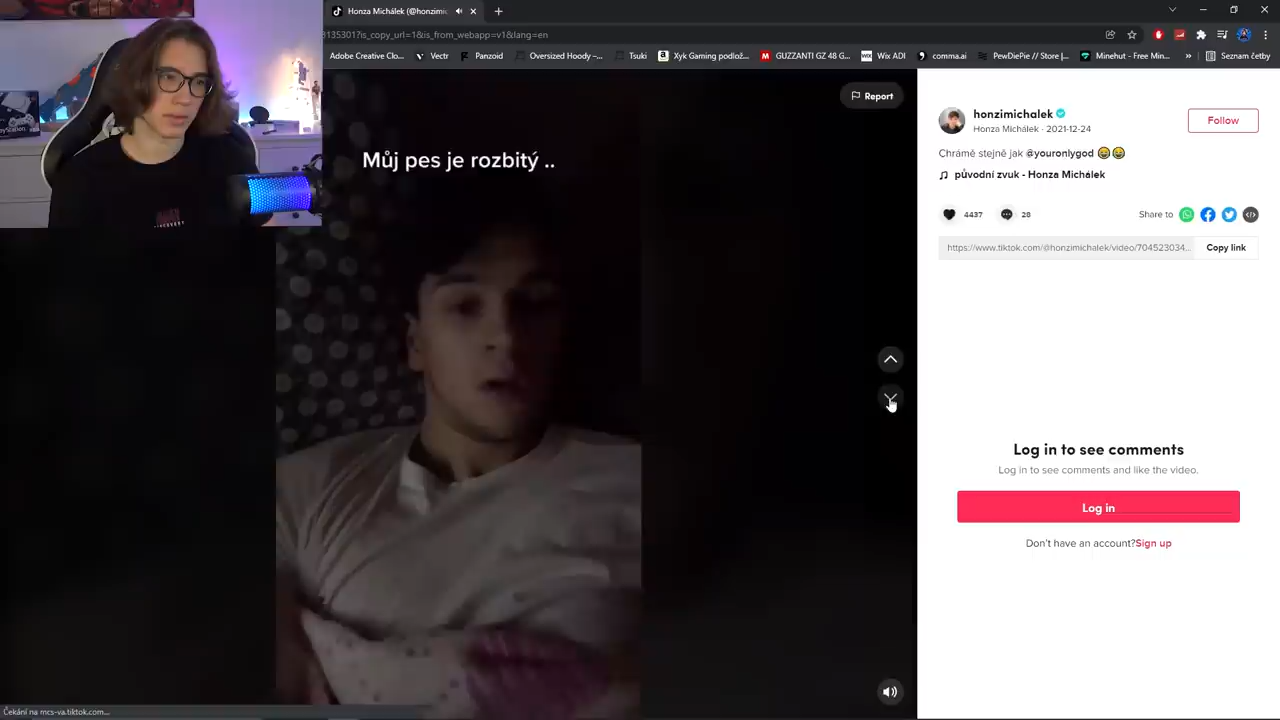 Honza Michálek (@honzimic
3135301?is_copy_url=1&is_from_webapp=v1&lang=en
Adobe Creative Clo...
Vectr
Panzoid
Oversized Hoody -...
Tsuki
Xyk Gaming podlož...
GUZZANTI GZ 48 G...
Wix ADI
comma.ai
PewDiePie // Store |...
Minehut - Free Min...
»
Seznam četby
Report
Můj pes je rozbitý ..
honzimichalek
Honza Michálek · 2021-12-24
Follow
Chrámě stejně jak @youronlygod 😄😂
původní zvuk - Honza Michálek
4437
28
Share to
https://www.tiktok.com/@honzimichalek/video/704523034...
Copy link
Log in to see comments
Log in to see comments and like the video.
Log in
Don't have an account?Sign up
Čekání na mcs-va.tiktok.com...